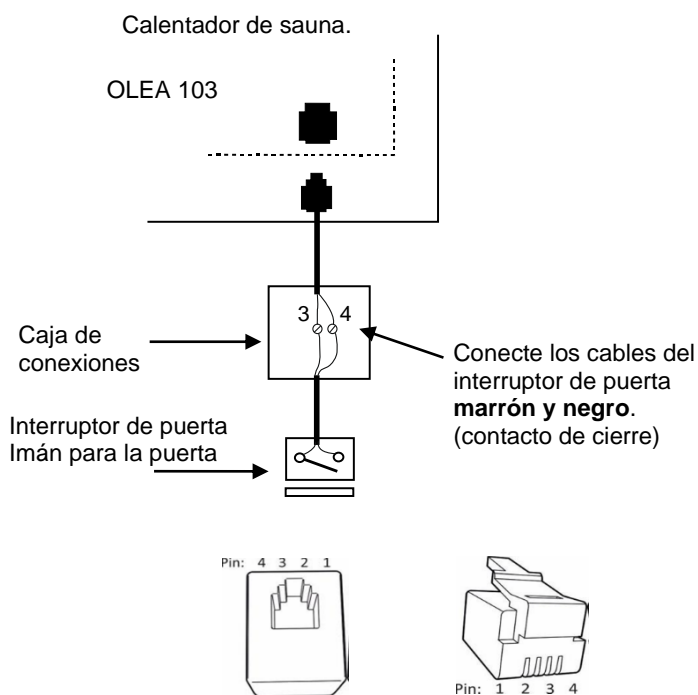 Calentador de sauna.
OLEA 103
3 4
Caja de
conexiones
Conecte los cables del
interruptor de puerta
marrón y negro.
(contacto de cierre)
Interruptor de puerta
Imán para la puerta
Pin: 4 3 2 1
Pin: 1 2 3 4